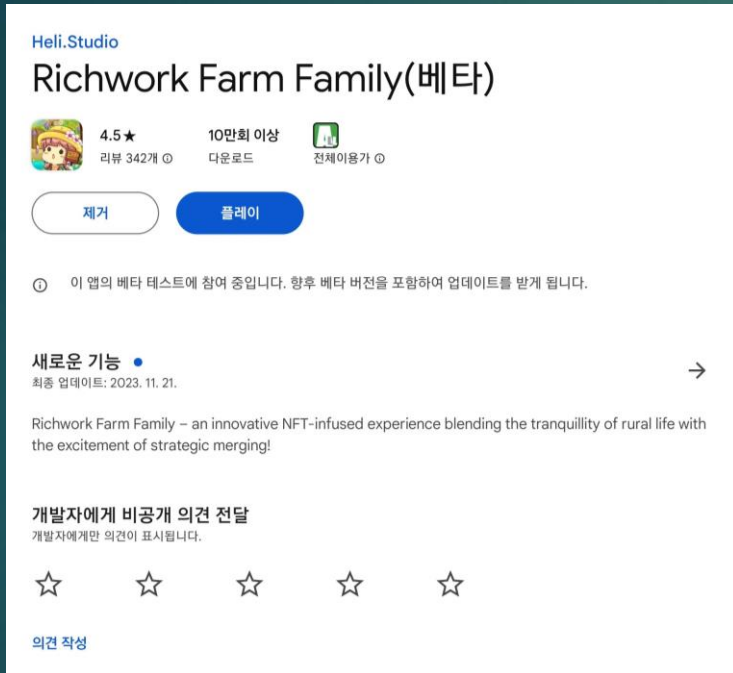 Heli.Studio
Richwork Farm Family(베타)
4.5★
리뷰 342개
10만회 이상
다운로드
전체이용가
제거
플레이
이 앱의 베타 테스트에 참여 중입니다. 향후 베타 버전을 포함하여 업데이트를 받게 됩니다.
새로운 기능
최종 업데이트: 2023. 11. 21.
Richwork Farm Family – an innovative NFT-infused experience blending the tranquillity of rural life with
the excitement of strategic merging!
개발자에게 비공개 의견 전달
개발자에게만 의견이 표시됩니다.
의견 작성